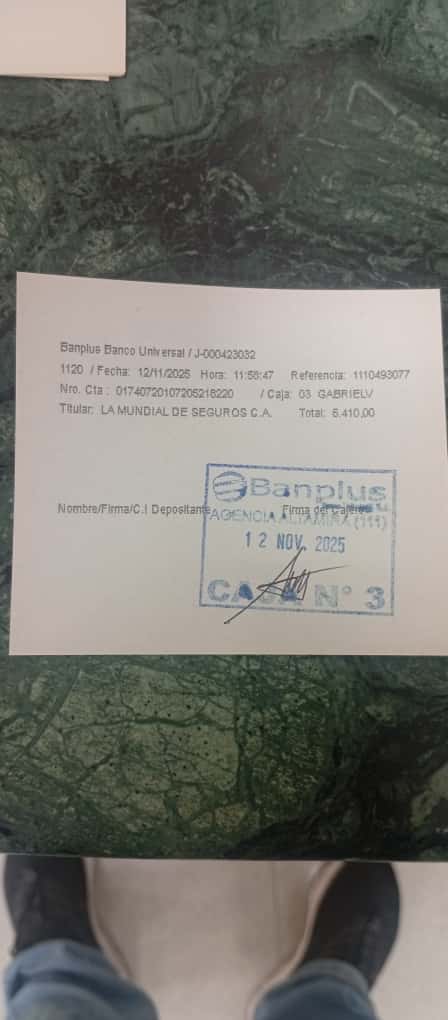 Banplus Banco Universal / J-000423032
1120 / Fecha: 12/11/2025 Hora: 11:58:47 Referencia: 1110493077
Nro. Cta : 01740720107205218220 / Caja: 03 GABRIELV
Titular: LA MUNDIAL DE SEGUROS C.A. Total: 6.410,00
Nombre/Firma/C.I Depositante Firma del Cajero
Banplus
AGENCIA ALTAMIRA (111)
12 NOV. 2025
CAJA N° 3